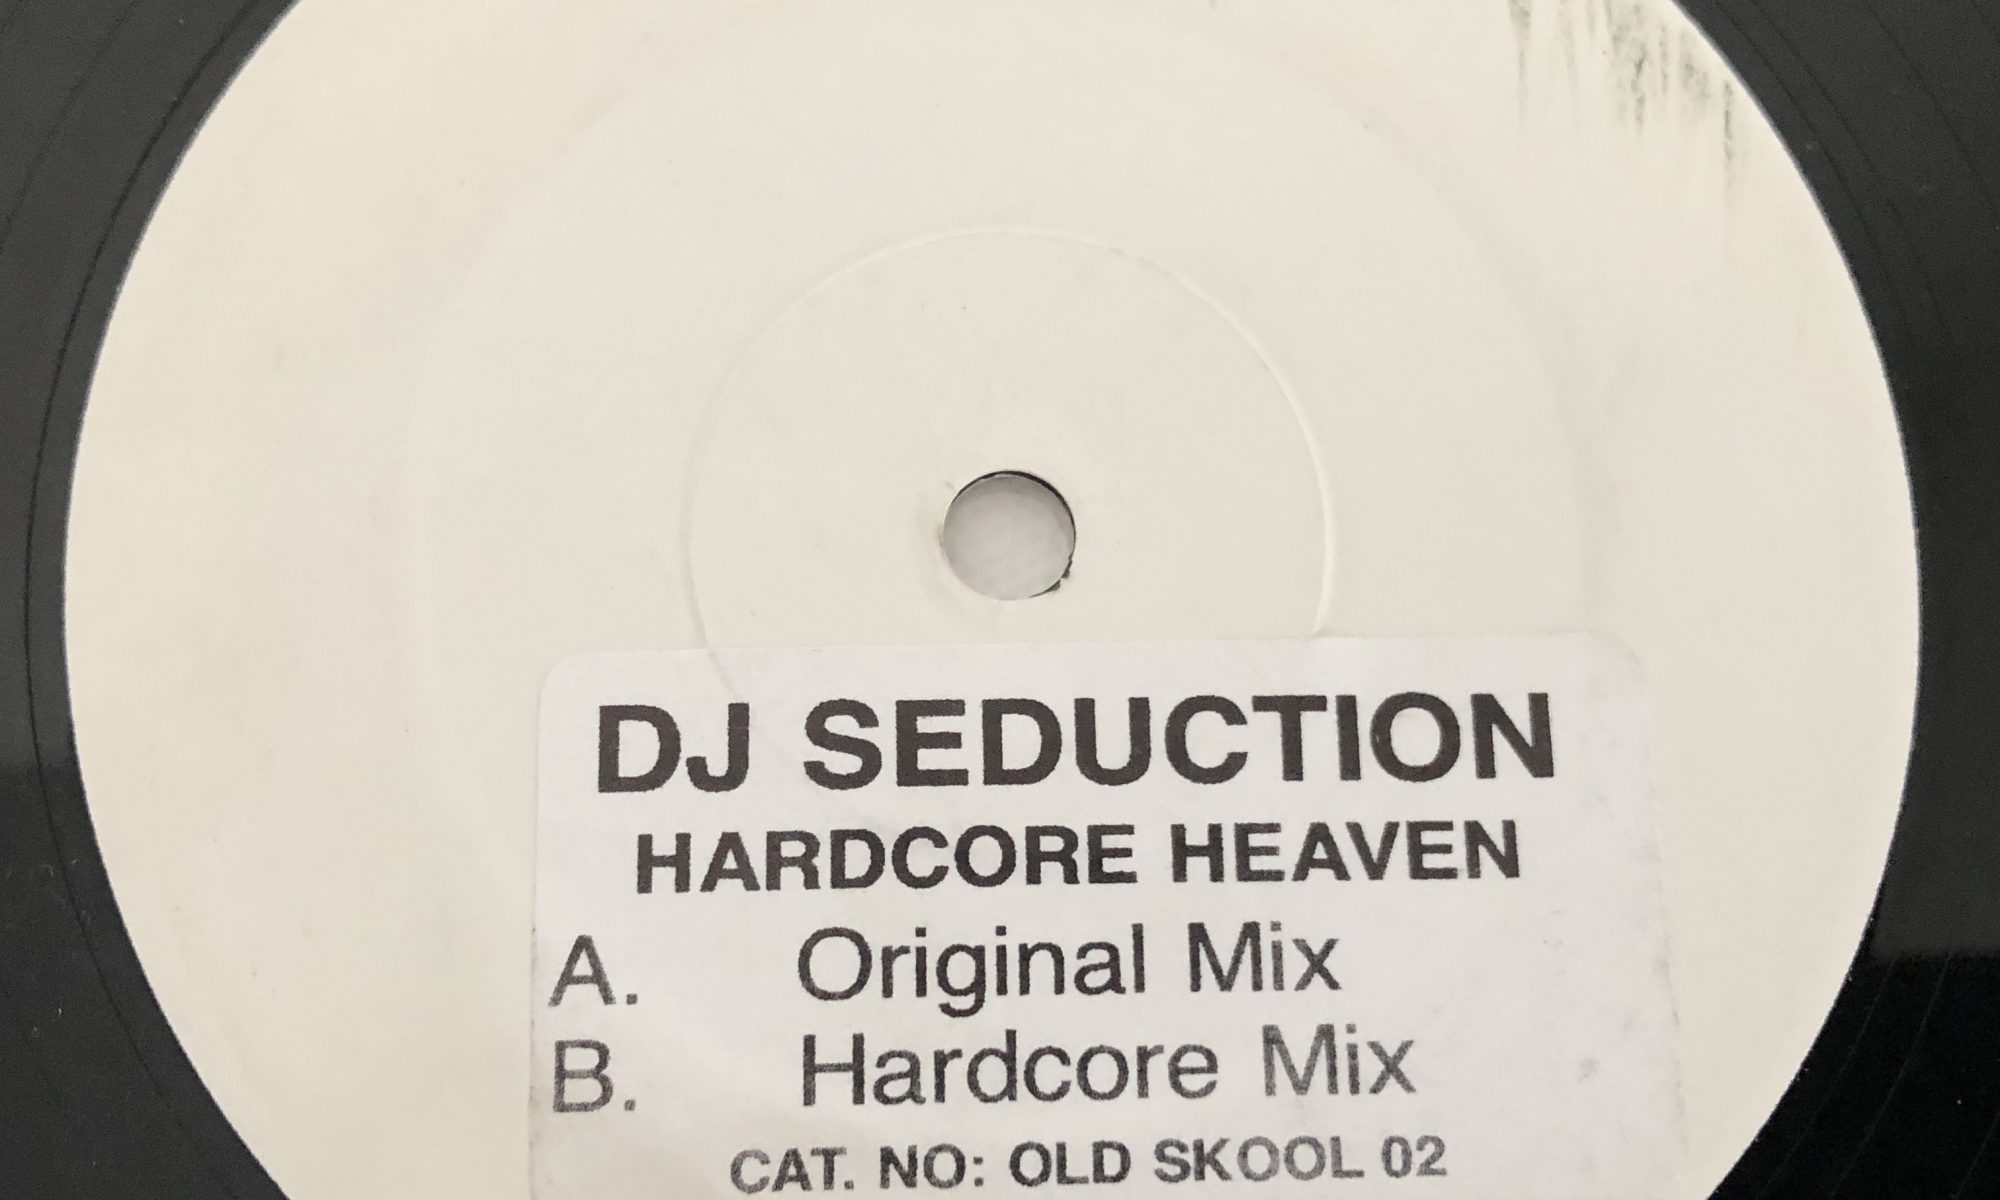 DJ SEDUCTION
HARDCORE HEAVEN
A. Original Mix
B. Hardcore Mix
CAT. NO: OLD SKOOL 02